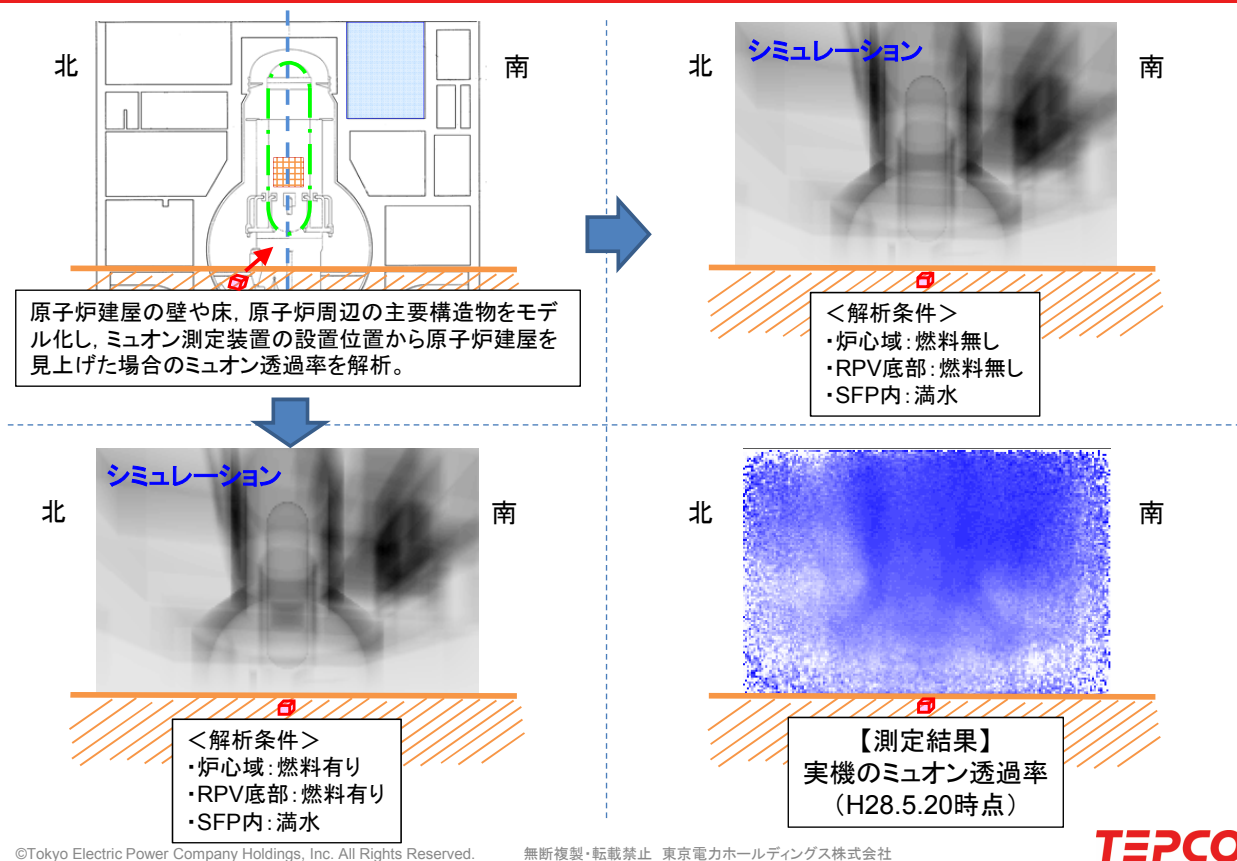 北
南
原子炉建屋の壁や床, 原子炉周辺の主要構造物をモデ
ル化し, ミュオン測定装置の設置位置から原子炉建屋を
見上げた場合のミュオン透過率を解析。
シミュレーション
北
南
<解析条件>
・炉心域:燃料無し
・RPV底部:燃料無し
・SFP内:満水
シミュレーション
北
南
<解析条件>
・炉心域:燃料有り
・RPV底部:燃料有り
・SFP内:満水
北
南
【測定結果】
実機のミュオン透過率
(H28.5.20時点)
©Tokyo Electric Power Company Holdings, Inc. All Rights Reserved. 無断複製・転載禁止 東京電力ホールディングス株式会社
TEPCO